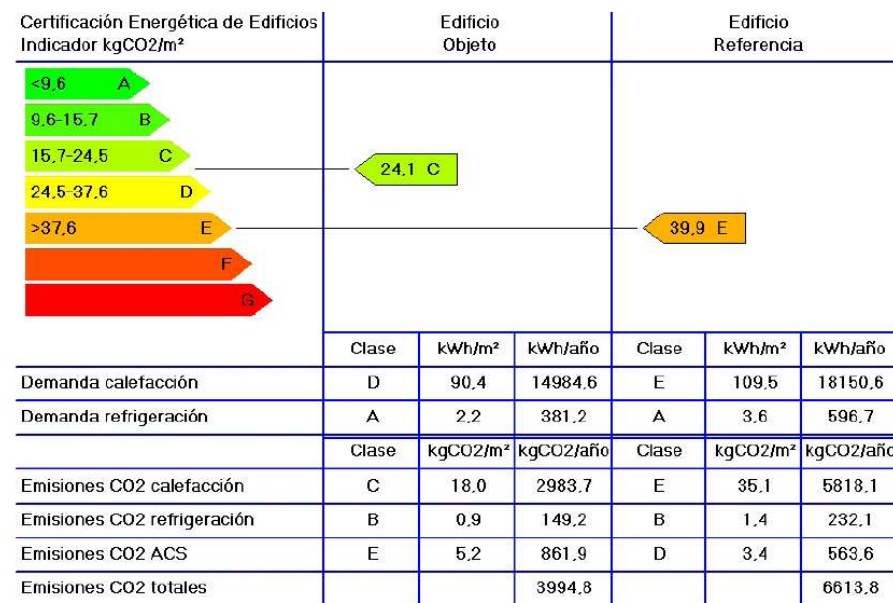 Certificación Energética de Edificios
Indicador kgCO2/m²
Edificio
Objeto
Edificio
Referencia
<9,6 A
9,6-15,7 B
15,7-24,5 C
24,1 C
24,5-37,6 D
>37,6 E
39,9 E
F
G
Clase kWh/m² kWh/año Clase kWh/m² kWh/año
Demanda calefacción D 90,4 14984,6 E 109,5 18150,6
Demanda refrigeración A 2,2 381,2 A 3,6 596,7
Clase kgCO2/m² kgCO2/año Clase kgCO2/m² kgCO2/año
Emisiones CO2 calefacción C 18,0 2983,7 E 35,1 5818,1
Emisiones CO2 refrigeración B 0,9 149,2 B 1,4 232,1
Emisiones CO2 ACS E 5,2 861,9 D 3,4 563,6
Emisiones CO2 totales 3994,8 6613,8